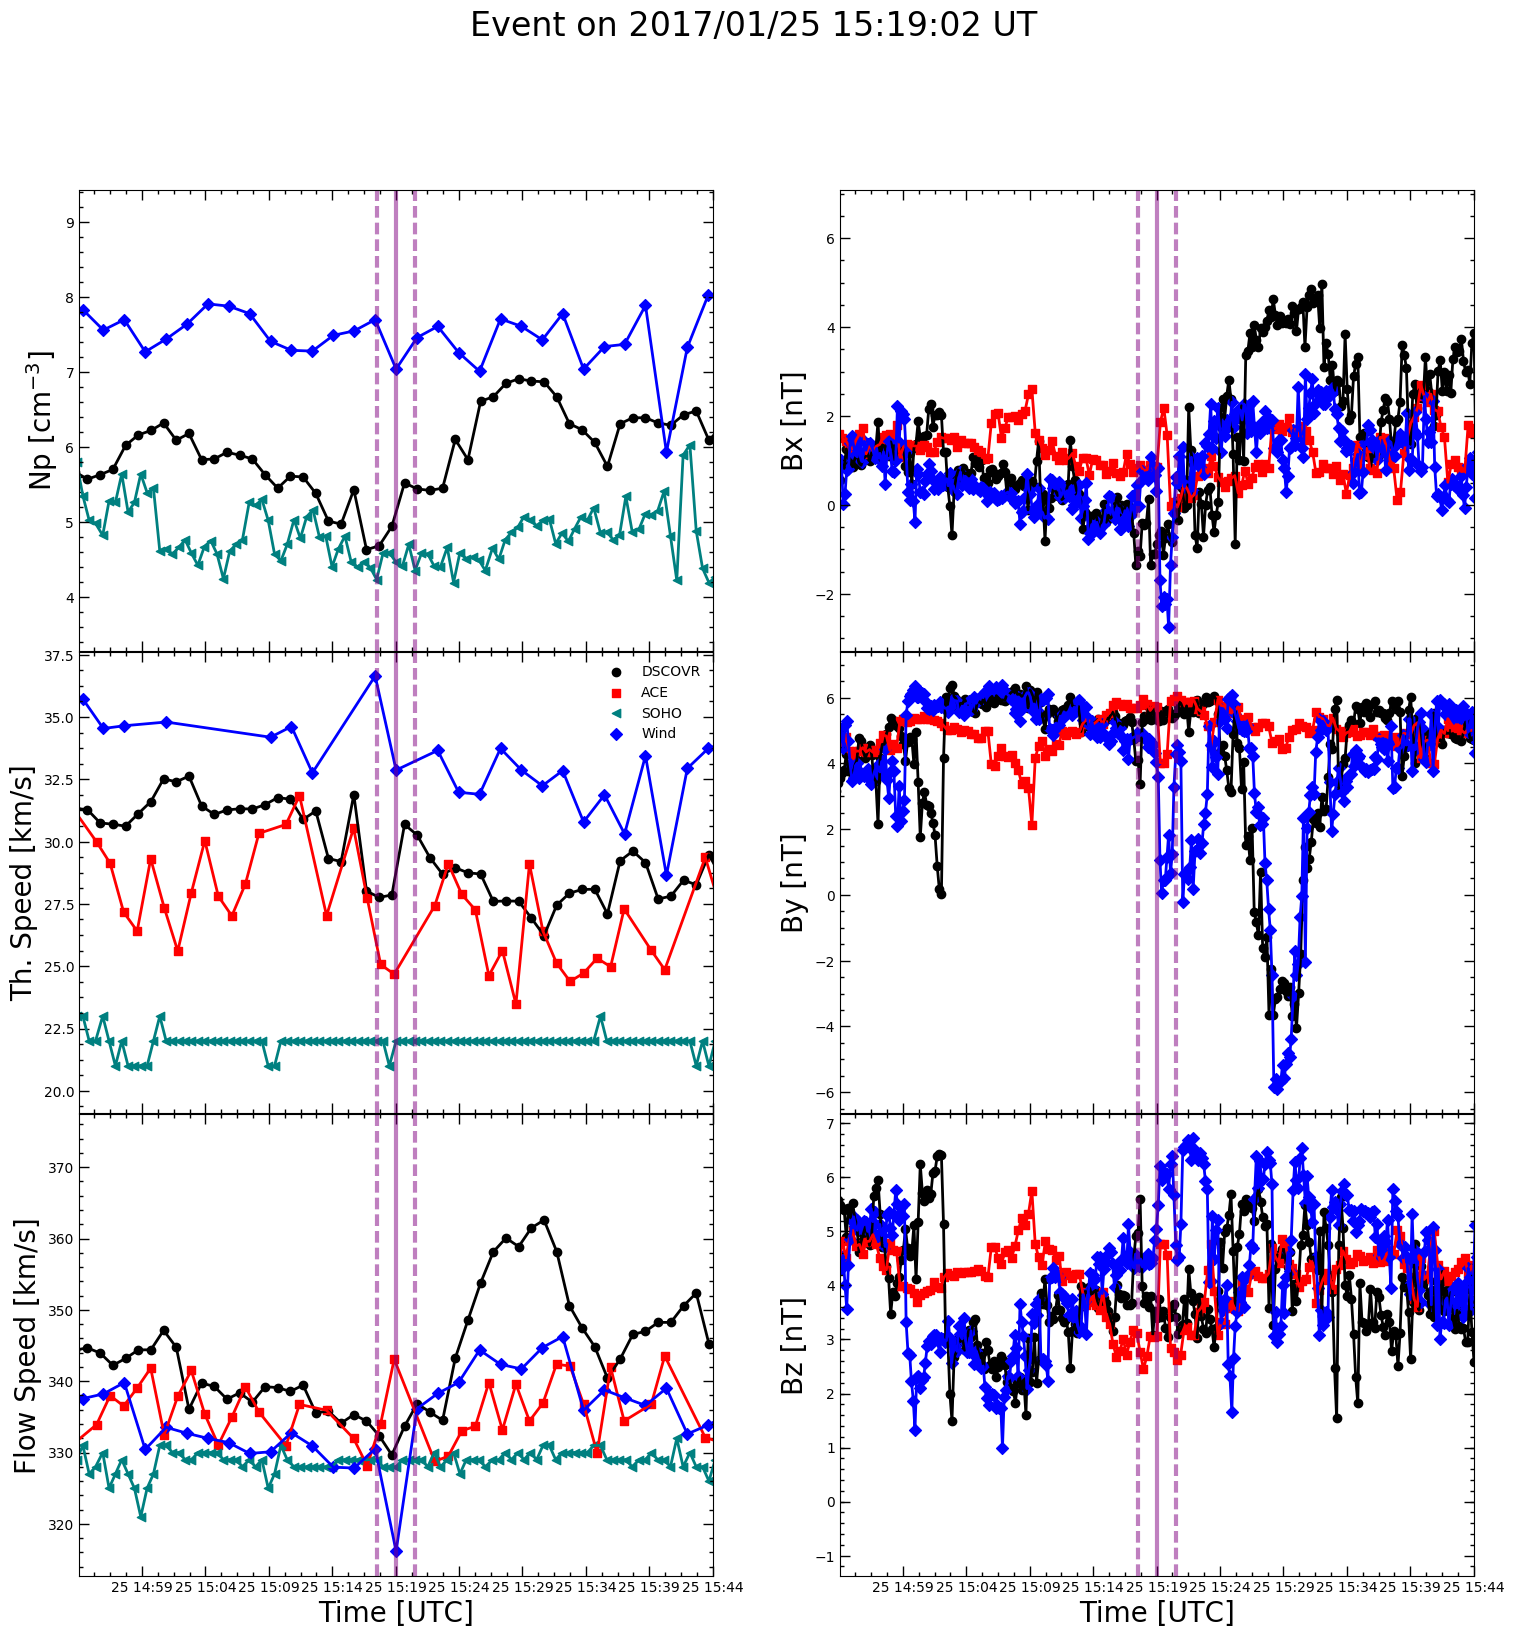 Event on 2017/01/25 15:19:02 UT
9
8
7
6
5
4
Np [cm⁻³]
37.5
35.0
32.5
30.0
27.5
25.0
22.5
20.0
Th. Speed [km/s]
DSCOVR
ACE
SOHO
Wind
370
360
350
340
330
320
Flow Speed [km/s]
25 14:59 25 15:04 25 15:09 25 15:14 25 15:19 25 15:24 25 15:29 25 15:34 25 15:39 25 15:44
Time [UTC]
6
4
2
0
−2
Bx [nT]
6
4
2
0
−2
−4
−6
By [nT]
7
6
5
4
3
2
1
0
−1
Bz [nT]
25 14:59 25 15:04 25 15:09 25 15:14 25 15:19 25 15:24 25 15:29 25 15:34 25 15:39 25 15:44
Time [UTC]